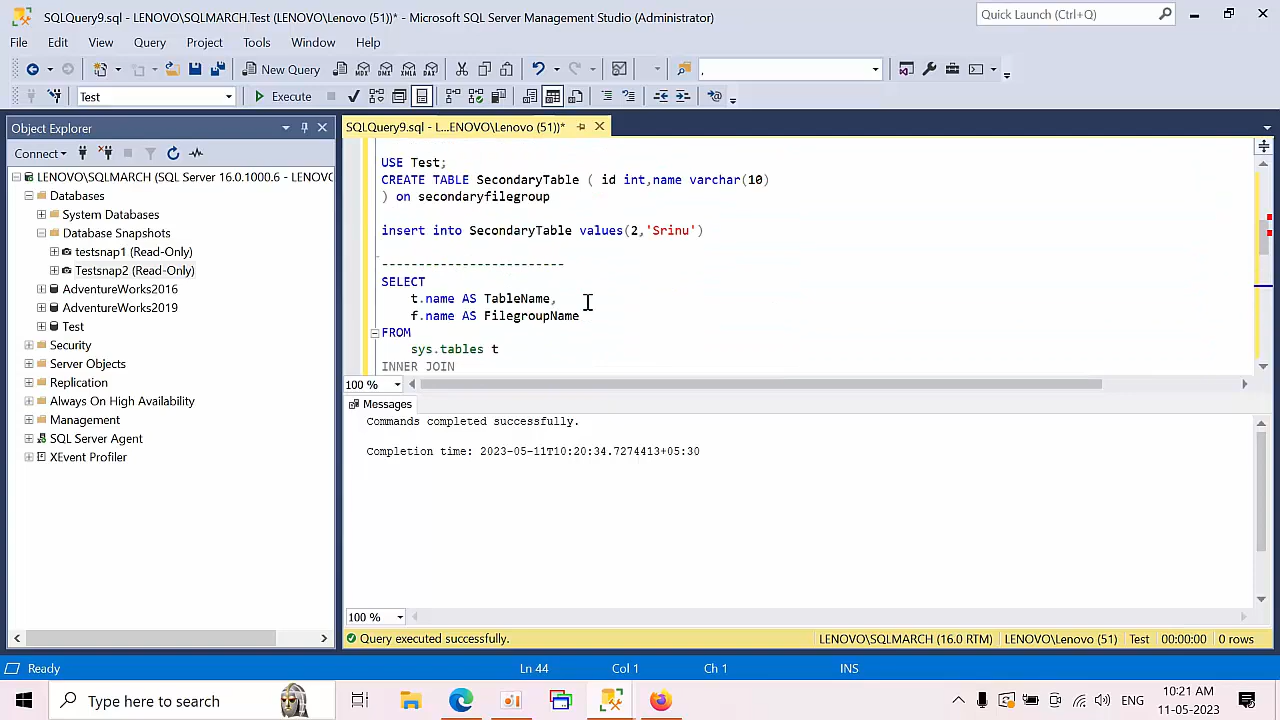 SQLQuery9.sql - LENOVO\SQLMARCH.Test (LENOVO\Lenovo (51))* - Microsoft SQL Server Management Studio (Administrator)
Quick Launch (Ctrl+Q)
File Edit View Query Project Tools Window Help
New Query MDX DMX XMLA DAX ,
Test Execute
Object Explorer
SQLQuery9.sql - L...ENOVO\Lenovo (51))*
Connect
LENOVO\SQLMARCH (SQL Server 16.0.1000.6 - LENOVO
Databases
System Databases
Database Snapshots
testsnap1 (Read-Only)
Testsnap2 (Read-Only)
AdventureWorks2016
AdventureWorks2019
Test
Security
Server Objects
Replication
Always On High Availability
Management
SQL Server Agent
XEvent Profiler
USE Test;
CREATE TABLE SecondaryTable ( id int,name varchar(10)
) on secondaryfilegroup
insert into SecondaryTable values(2,'Srinu')
-------------------------
SELECT
t.name AS TableName,
f.name AS FilegroupName
FROM
sys.tables t
INNER JOIN
100 %
Messages
Commands completed successfully.
Completion time: 2023-05-11T10:20:34.7274413+05:30
100 %
Query executed successfully. LENOVO\SQLMARCH (16.0 RTM) LENOVO\Lenovo (51) Test 00:00:00 0 rows
Ready Ln 44 Col 1 Ch 1 INS
Type here to search
ENG
10:21 AM
11-05-2023